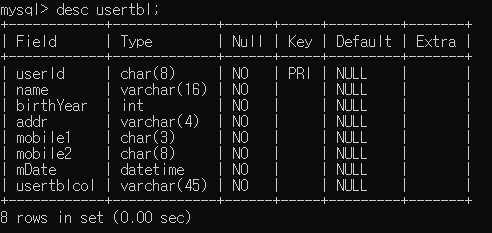 mysql> desc usertbl;
+------------+-------------+------+-----+---------+-------+
| Field      | Type        | Null | Key | Default | Extra |
+------------+-------------+------+-----+---------+-------+
| userId     | char(8)     | NO   | PRI | NULL    |       |
| name       | varchar(16) | NO   |     | NULL    |       |
| birthYear  | int         | NO   |     | NULL    |       |
| addr       | varchar(4)  | NO   |     | NULL    |       |
| mobile1    | char(3)     | NO   |     | NULL    |       |
| mobile2    | char(8)     | NO   |     | NULL    |       |
| mDate      | datetime    | NO   |     | NULL    |       |
| usertblcol | varchar(45) | NO   |     | NULL    |       |
+------------+-------------+------+-----+---------+-------+
8 rows in set (0.00 sec)